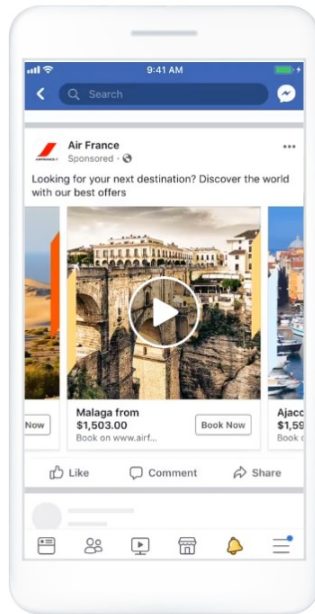 9:41 AM
Search
Air France
Sponsored ·
Looking for your next destination? Discover the world
with our best offers
Now
Malaga from
$1,503.00
Book on www.airf...
Book Now
Ajacc
$1,59
Book o
Like
Comment
Share